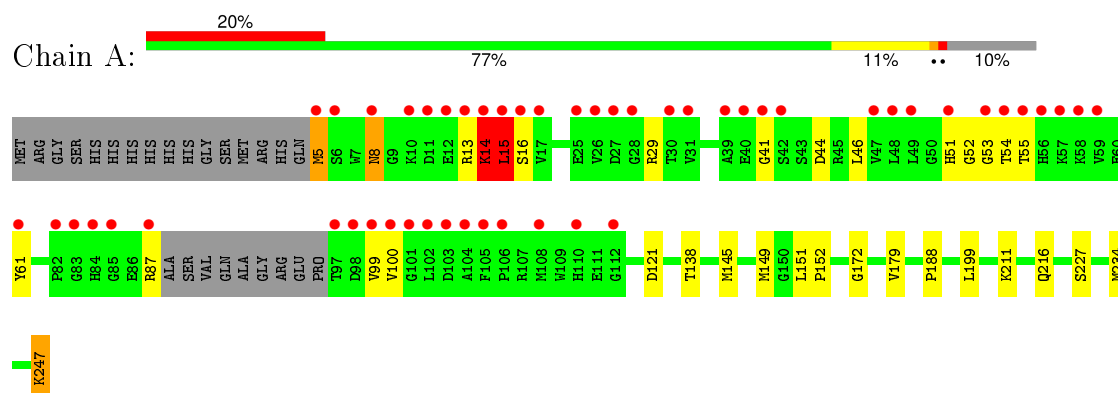 20%
Chain A:
77% 11% •• 10%
MET ARG GLY SER HIS HIS HIS HIS HIS HIS GLY SER MET ARG HIS GLN M5 S6 W7 N8 G9 K10 D11 E12 R13 K14 L15 S16 V17 H25 V26 D27 G28 R29 T30 V31 A39 E40 G41 S42 S43 D44 R45 L46 V47 L48 L49 G50 H51 G52 G53 T54 T55 H56 K57 K58 V59
Y61 P82 G83 H84 G85 E86 R87 ALA SER VAL GLN ALA GLY ARG GLU PRO T97 D98 V99 V100 G101 L102 D103 A104 F105 P106 R107 M108 W109 H110 E111 G112 D121 T138 M145 M149 G150 L151 P152 G172 V179 P188 L199 K211 Q216 S227
K247